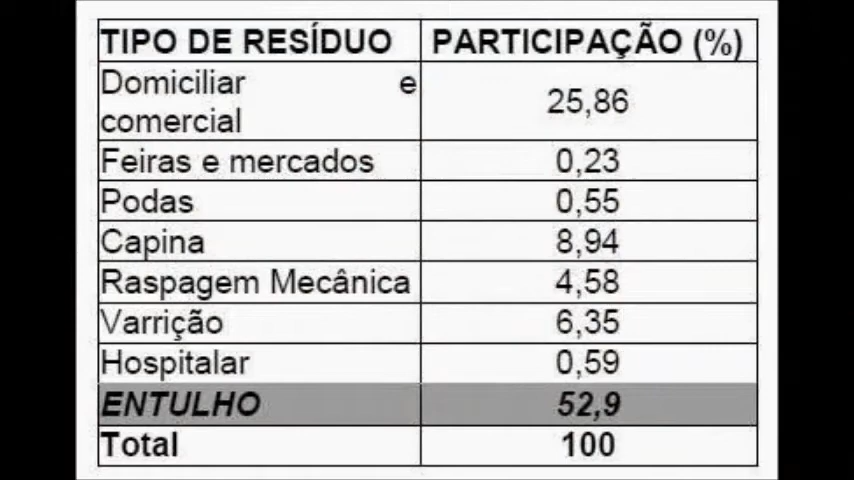 TIPO DE RESÍDUO PARTICIPAÇÃO (%)
Domiciliar e
comercial 25,86
Feiras e mercados 0,23
Podas 0,55
Capina 8,94
Raspagem Mecânica 4,58
Varrição 6,35
Hospitalar 0,59
ENTULHO 52,9
Total 100